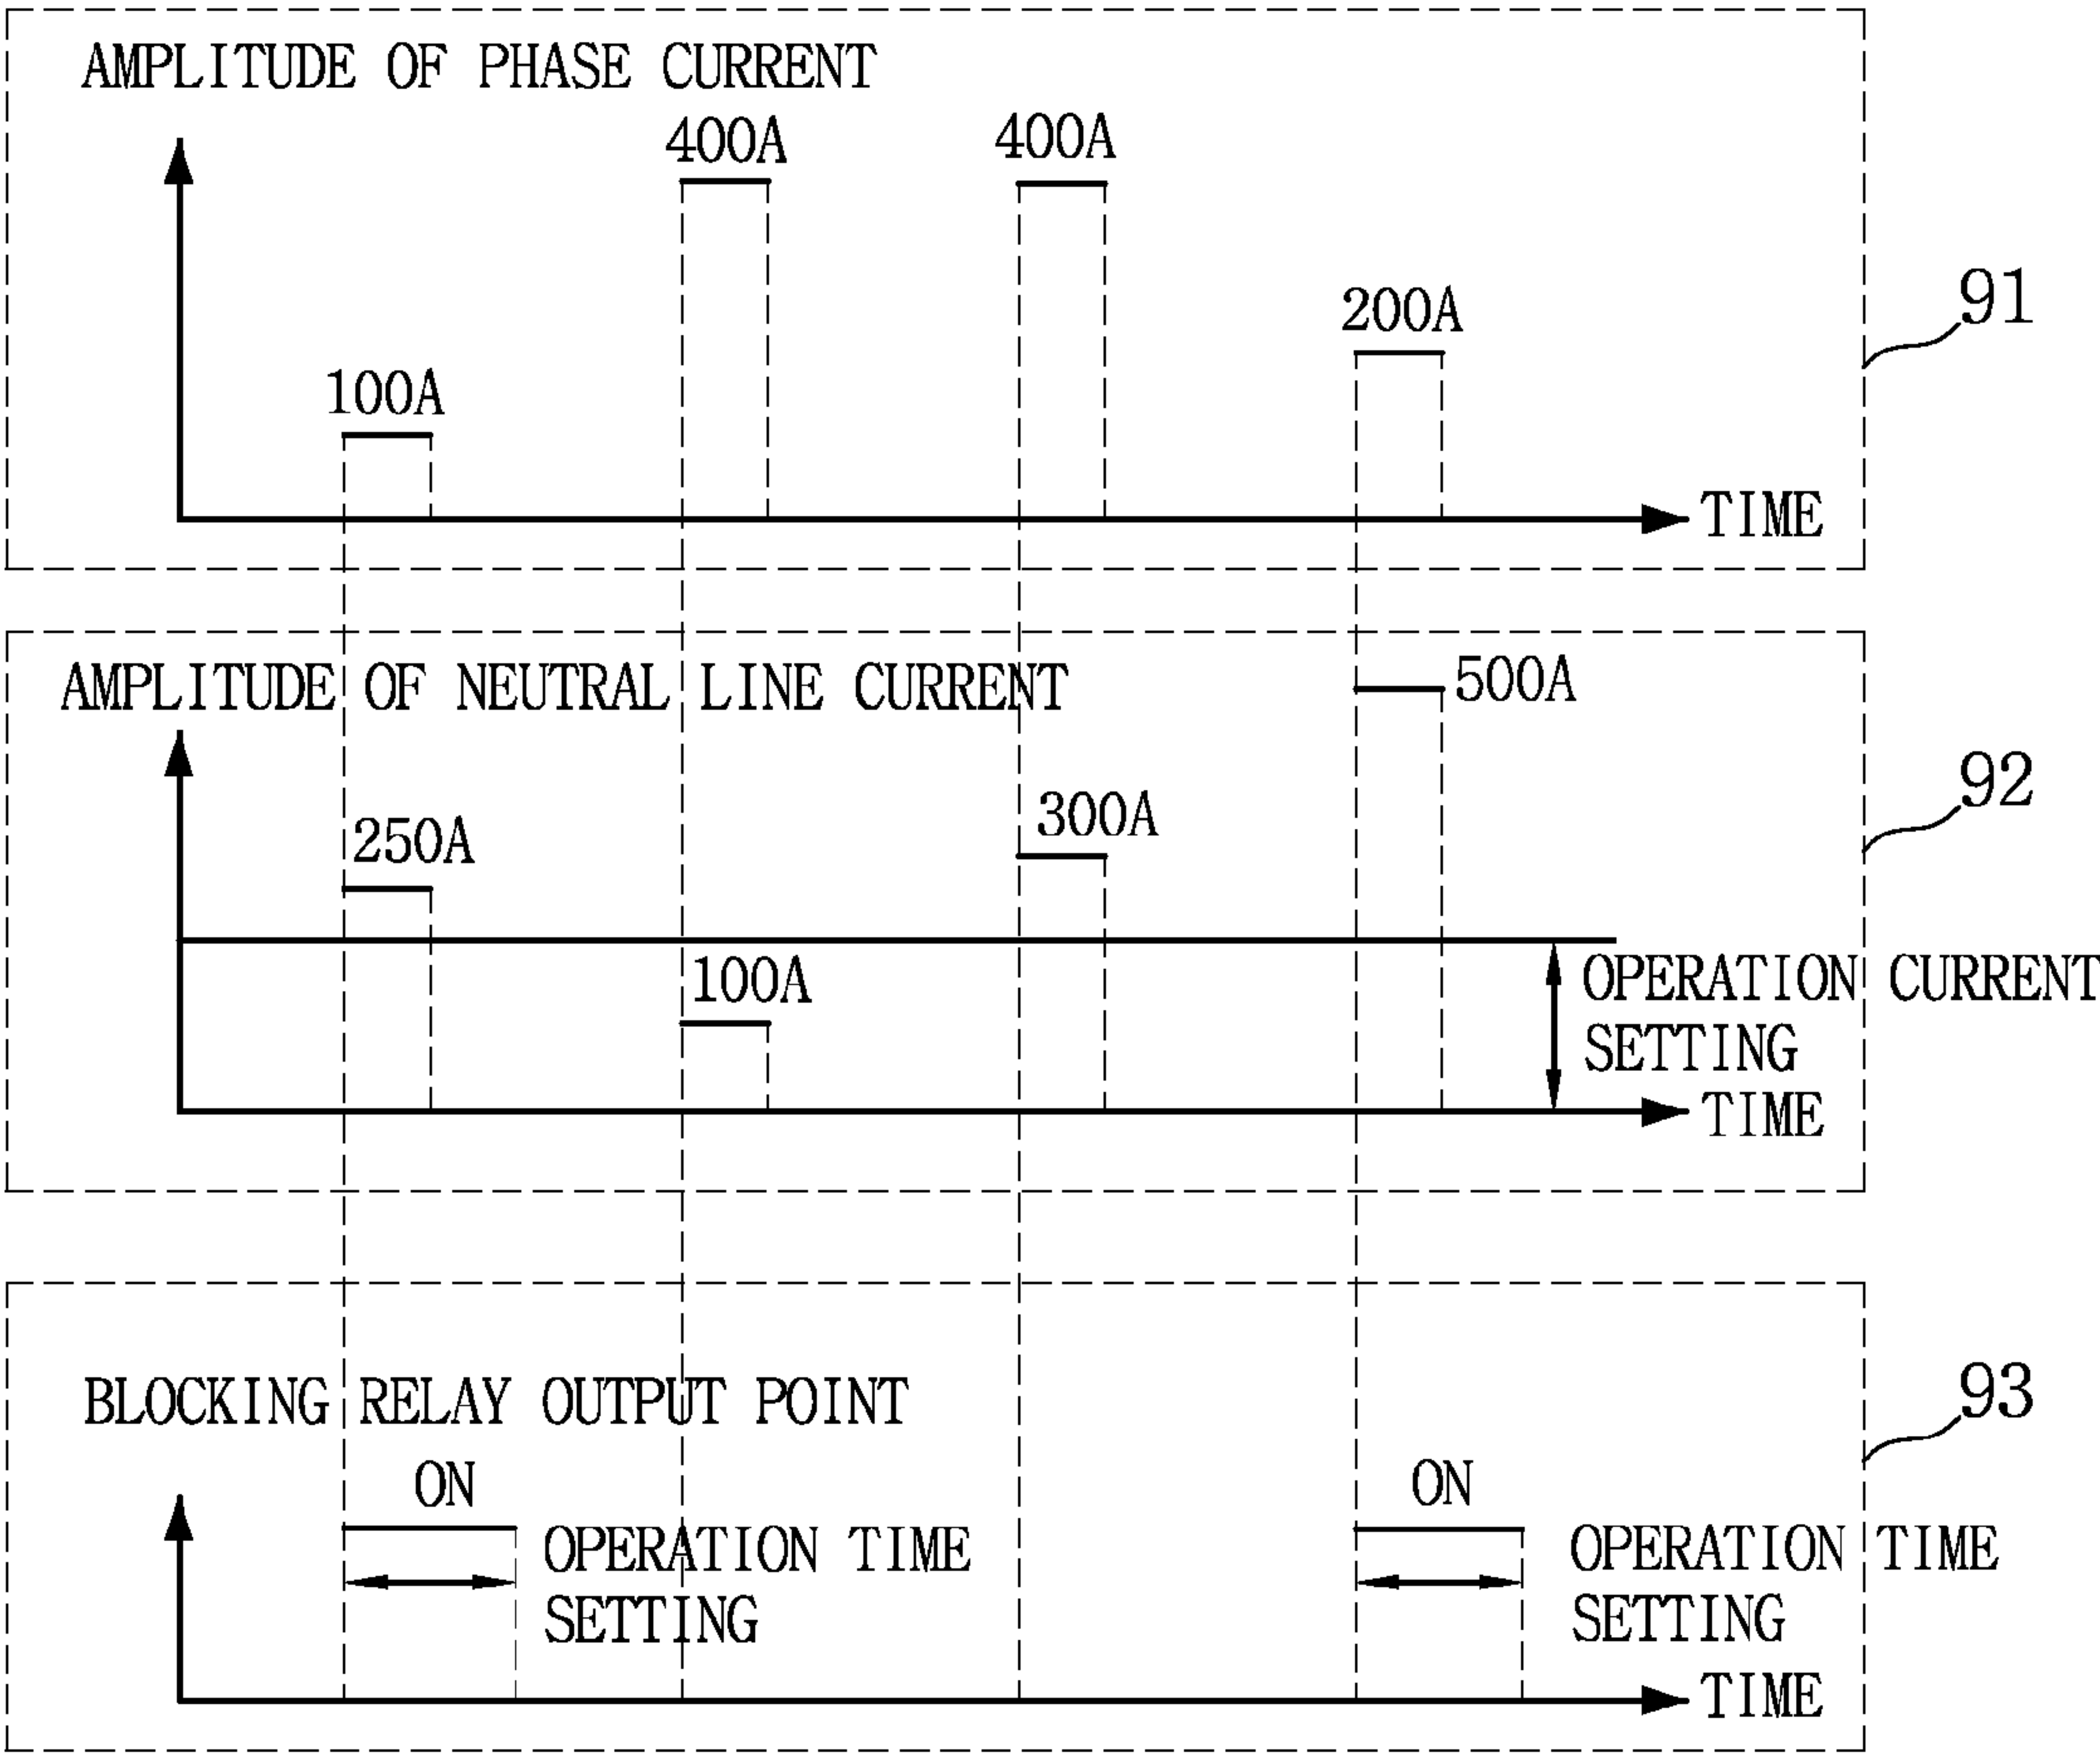 AMPLITUDE OF PHASE CURRENT
400A
400A
200A
100A
91
TIME
AMPLITUDE OF NEUTRAL LINE CURRENT
500A
92
300A
250A
100A
OPERATION CURRENT
SETTING
TIME
BLOCKING RELAY OUTPUT POINT
93
ON
ON
OPERATION TIME
SETTING
OPERATION TIME
SETTING
TIME